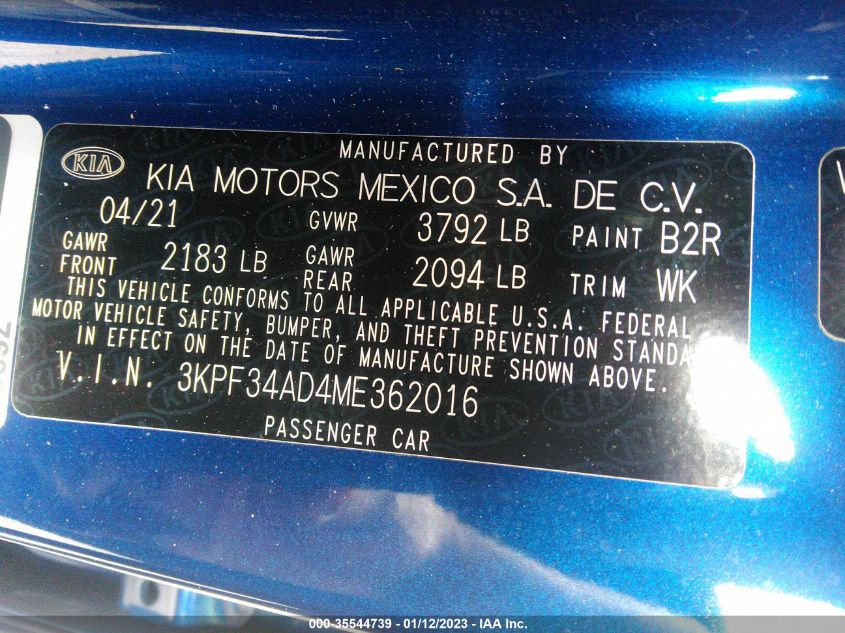 MANUFACTURED BY
KIA KIA MOTORS MEXICO S.A. DE C.V.
04/21 GVWR 3792 LB PAINT B2R
GAWR FRONT 2183 LB GAWR REAR 2094 LB TRIM WK
THIS VEHICLE CONFORMS TO ALL APPLICABLE U.S.A. FEDERAL
MOTOR VEHICLE SAFETY, BUMPER, AND THEFT PREVENTION STANDA
IN EFFECT ON THE DATE OF MANUFACTURE SHOWN ABOVE.
V.I.N. 3KPF34AD4ME362016
PASSENGER CAR
000-35544739 - 01/12/2023 - IAA Inc.